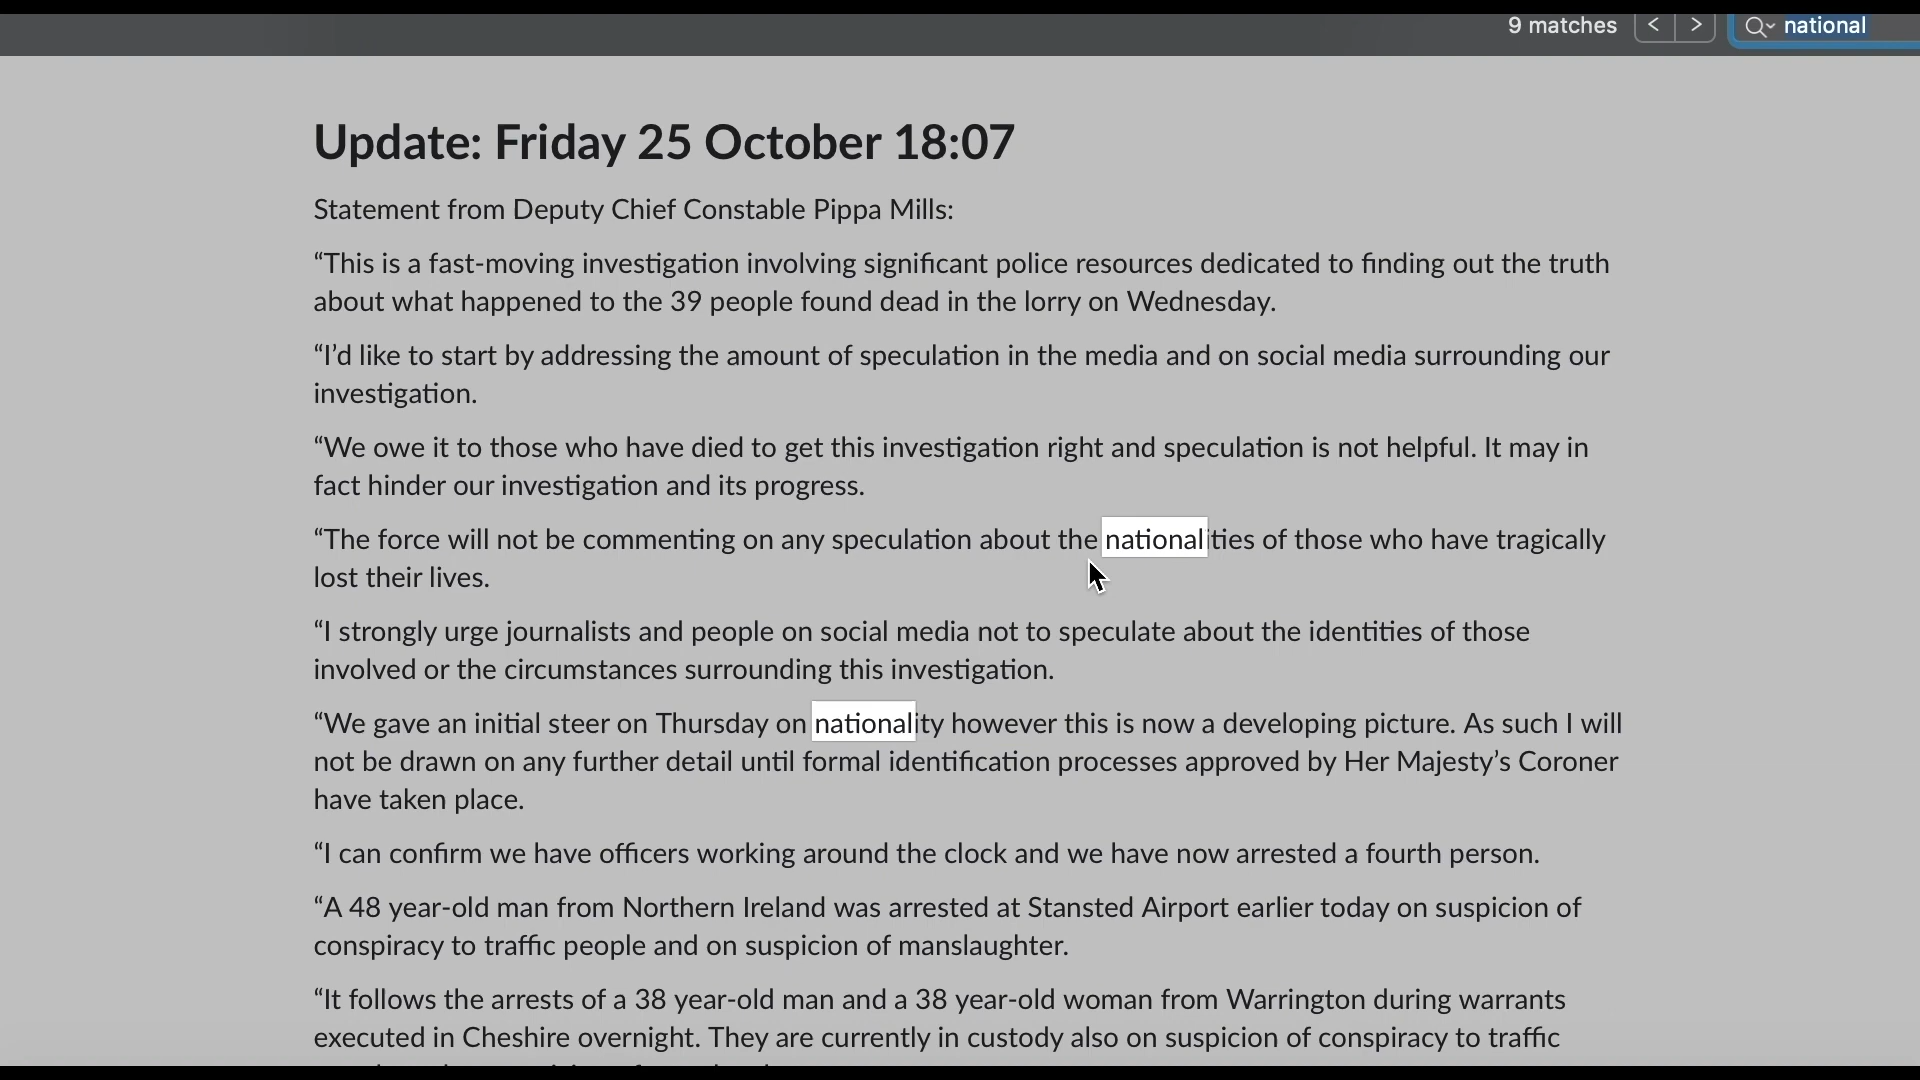 9 matches < > national
Update: Friday 25 October 18:07
Statement from Deputy Chief Constable Pippa Mills:
“This is a fast-moving investigation involving significant police resources dedicated to finding out the truth
about what happened to the 39 people found dead in the lorry on Wednesday.
“I’d like to start by addressing the amount of speculation in the media and on social media surrounding our
investigation.
“We owe it to those who have died to get this investigation right and speculation is not helpful. It may in
fact hinder our investigation and its progress.
“The force will not be commenting on any speculation about the nationalities of those who have tragically
lost their lives.
“I strongly urge journalists and people on social media not to speculate about the identities of those
involved or the circumstances surrounding this investigation.
“We gave an initial steer on Thursday on nationality however this is now a developing picture. As such I will
not be drawn on any further detail until formal identification processes approved by Her Majesty’s Coroner
have taken place.
“I can confirm we have officers working around the clock and we have now arrested a fourth person.
“A 48 year-old man from Northern Ireland was arrested at Stansted Airport earlier today on suspicion of
conspiracy to traffic people and on suspicion of manslaughter.
“It follows the arrests of a 38 year-old man and a 38 year-old woman from Warrington during warrants
executed in Cheshire overnight. They are currently in custody also on suspicion of conspiracy to traffic